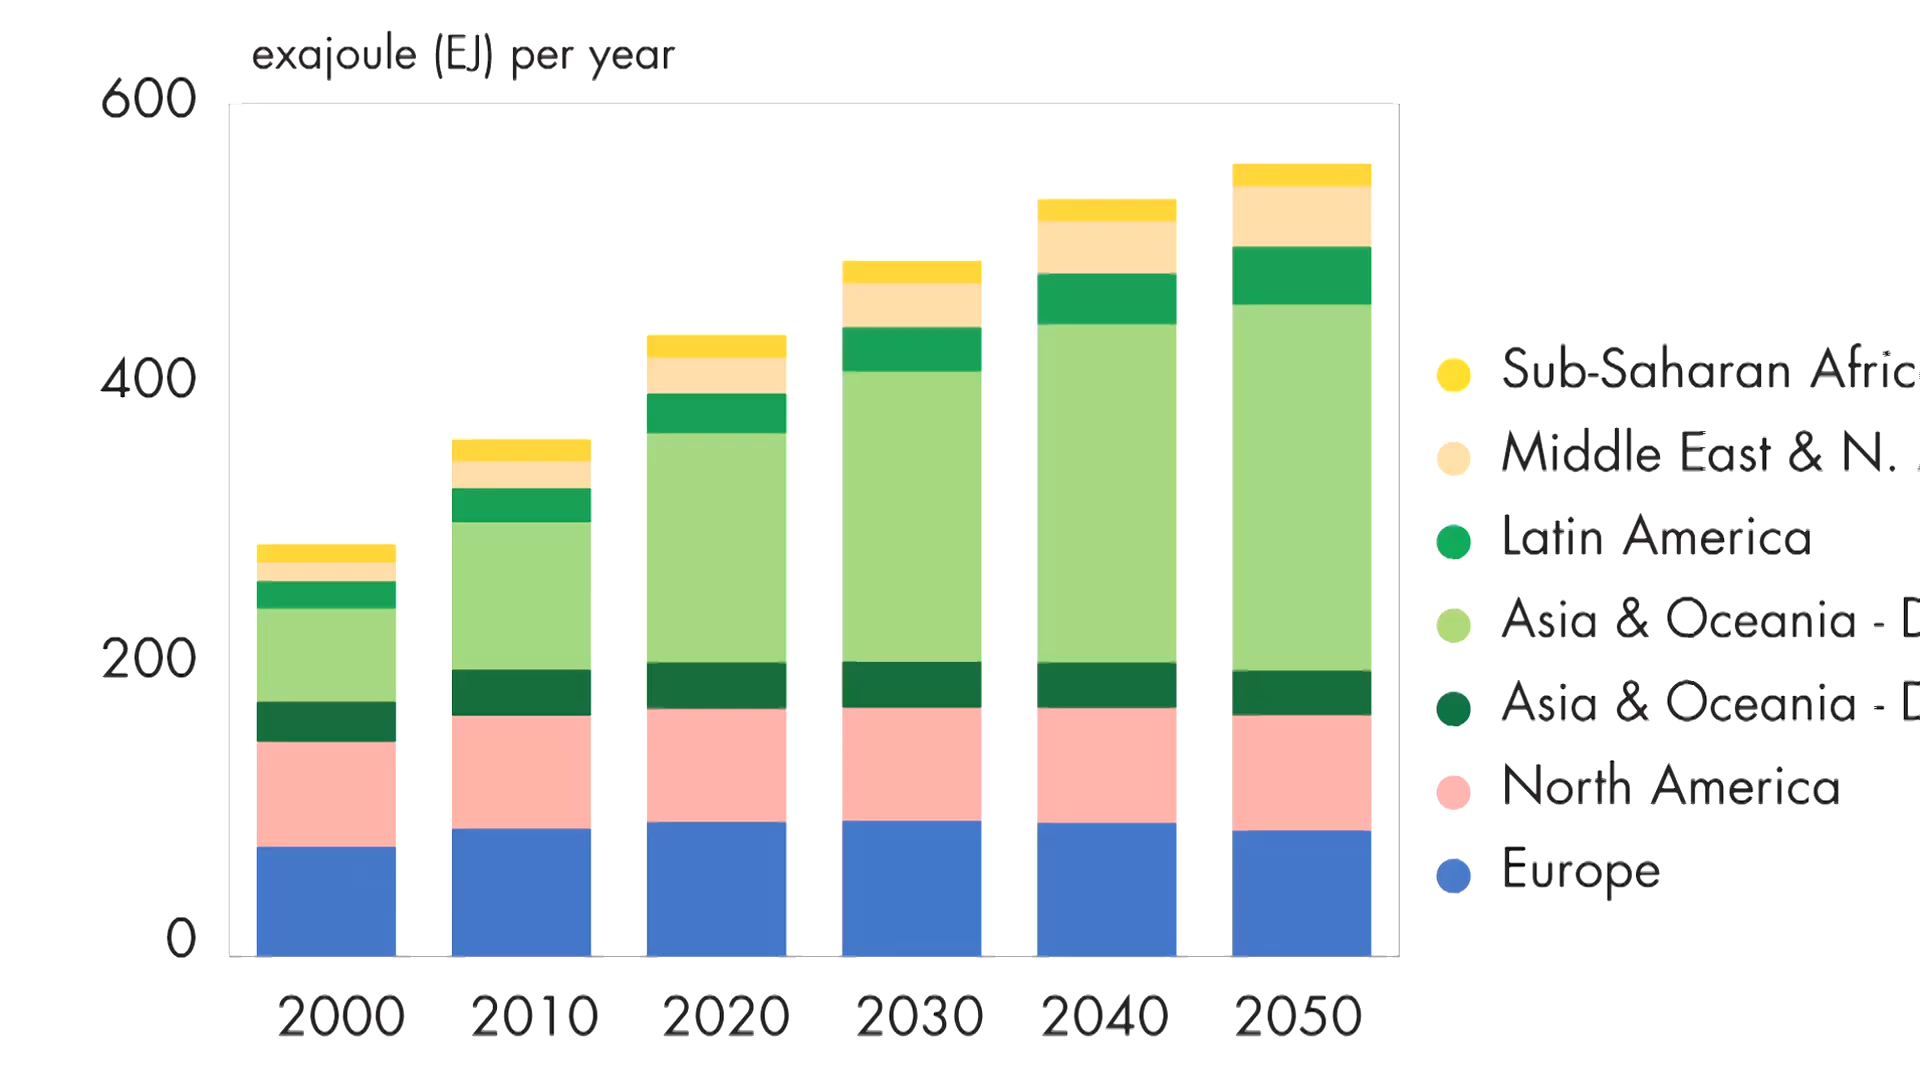 exajoule (EJ) per year
600
400
200
0
2000 2010 2020 2030 2040 2050
Sub-Saharan
Middle East & N.
Latin America
Asia & Oceania -
Asia & Oceania -
North America
Europe